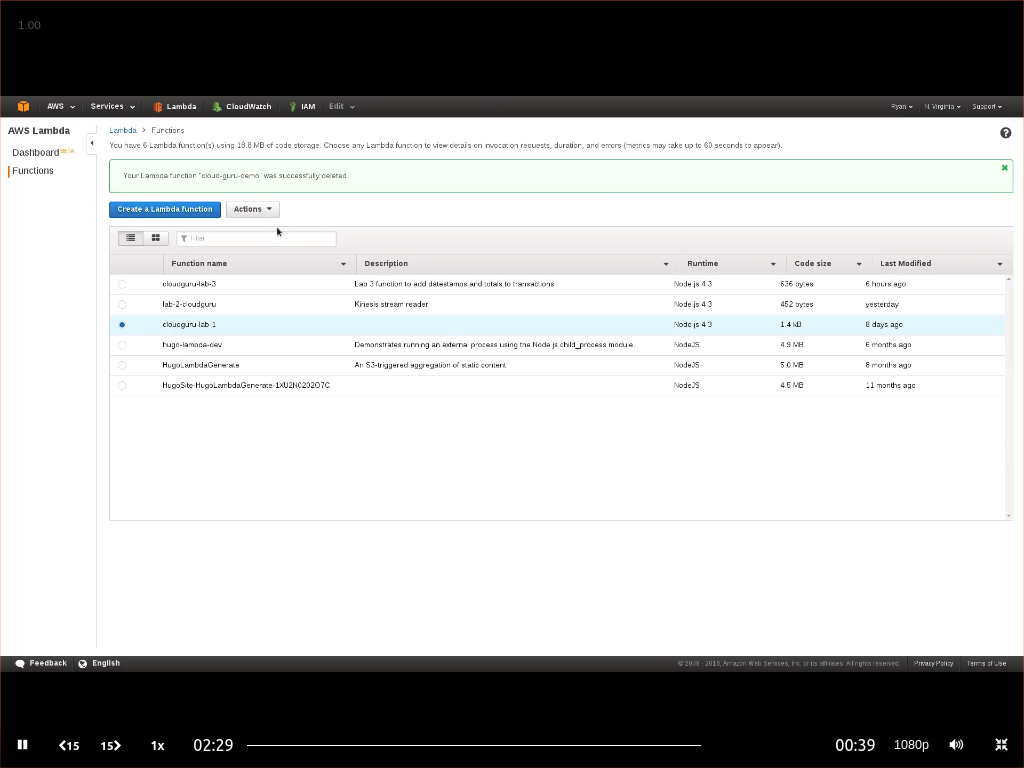 1.00
AWS Services Lambda CloudWatch IAM Edit Ryan N. Virginia Support
AWS Lambda
Dashboard BETA
Functions
Lambda > Functions
You have 6 Lambda function(s) using 18.8 MB of code storage. Choose any Lambda function to view details on invocation requests, duration, and errors (metrics may take up to 60 seconds to appear).
Your Lambda function "cloud-guru-demo" was successfully deleted.
Create a Lambda function Actions
Filter
Function name Description Runtime Code size Last Modified
cloudguru-lab-3 Lab 3 function to add datestamps and totals to transactions Node.js 4.3 636 bytes 6 hours ago
lab-2-cloudguru Kinesis stream reader Node.js 4.3 452 bytes yesterday
cloudguru-lab-1 Node.js 4.3 1.4 kB 8 days ago
hugo-lambda-dev Demonstrates running an external process using the Node.js child_process module. NodeJS 4.9 MB 6 months ago
HugoLambdaGenerate An S3-triggered aggregation of static content NodeJS 5.0 MB 8 months ago
HugoSite-HugoLambdaGenerate-1XU2N0202O7C NodeJS 4.5 MB 11 months ago
Feedback English © 2008 - 2016, Amazon Web Services, Inc. or its affiliates. All rights reserved. Privacy Policy Terms of Use
15 15 1x 02:29 00:39 1080p